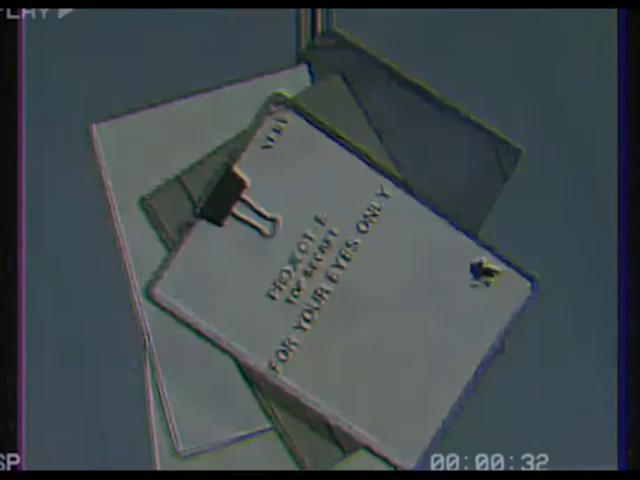 PLAY
PROJECT E
TOP SECRET
FOR YOUR EYES ONLY
SP
00:00:32